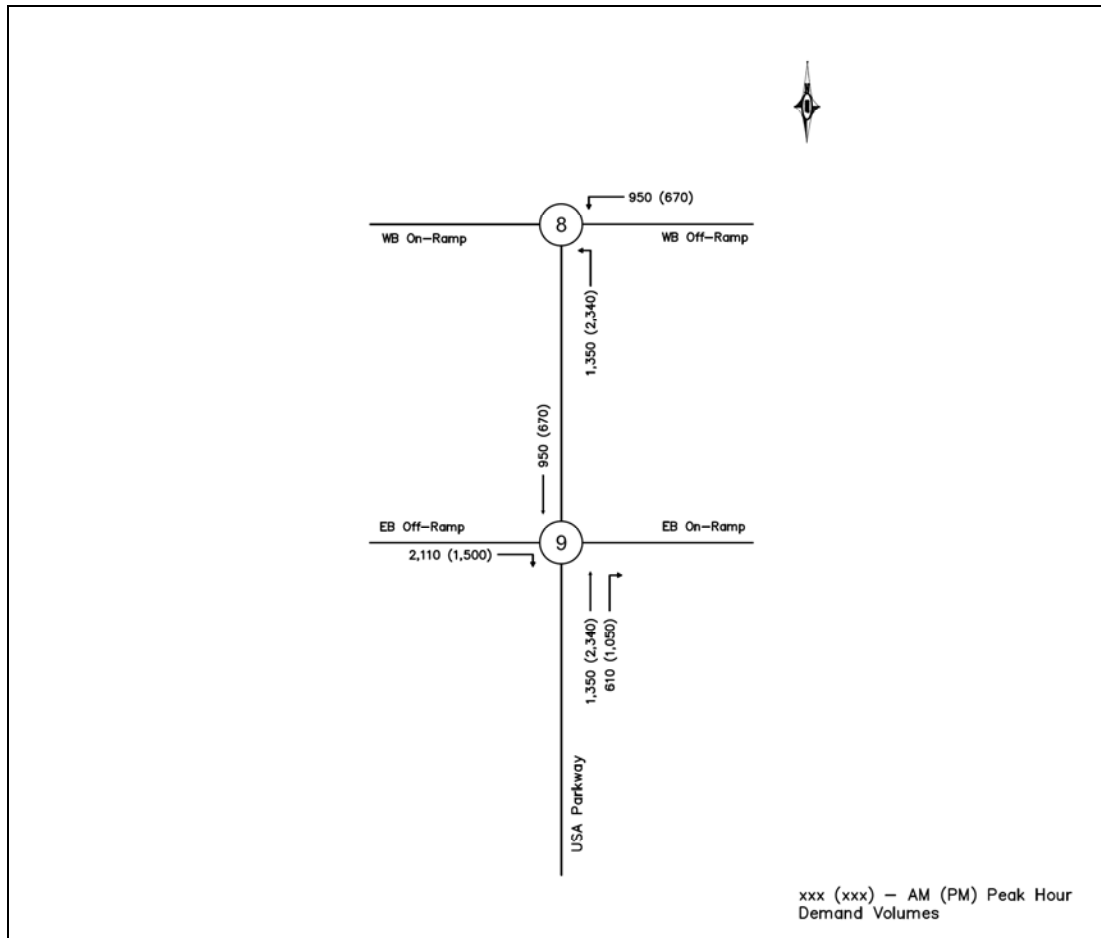 950 (670)
8
WB On-Ramp
WB Off-Ramp
1,350 (2,340)
950 (670)
EB Off-Ramp
EB On-Ramp
9
2,110 (1,500)
1,350 (2,340)
610 (1,050)
USA Parkway
xxx (xxx) – AM (PM) Peak Hour
Demand Volumes